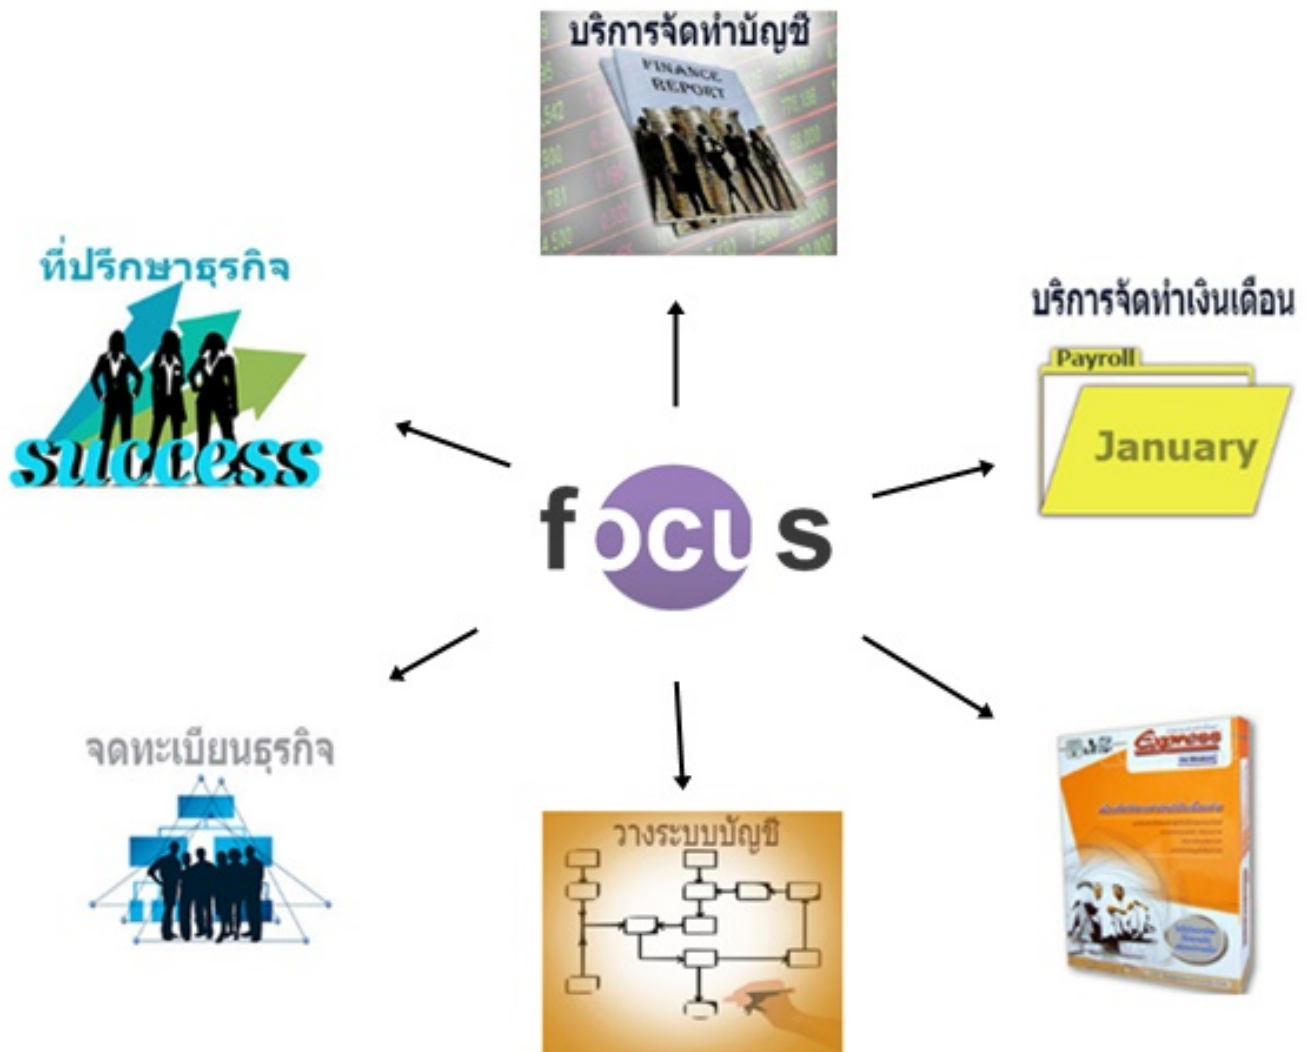 บริการจัดทำบัญชี
FINANCE
REPORT
ที่ปรึกษาธุรกิจ
success
บริการจัดทำเงินเดือน
Payroll
January
focus
จดทะเบียนธุรกิจ
วางระบบบัญชี
Express